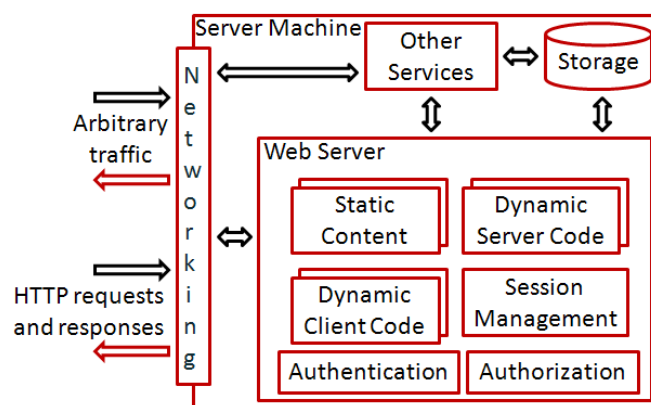 Server Machine
Other
Services
Storage
Networking
Arbitrary
traffic
Web Server
Static
Content
Dynamic
Server Code
HTTP requests
and responses
Dynamic
Client Code
Session
Management
Authentication
Authorization